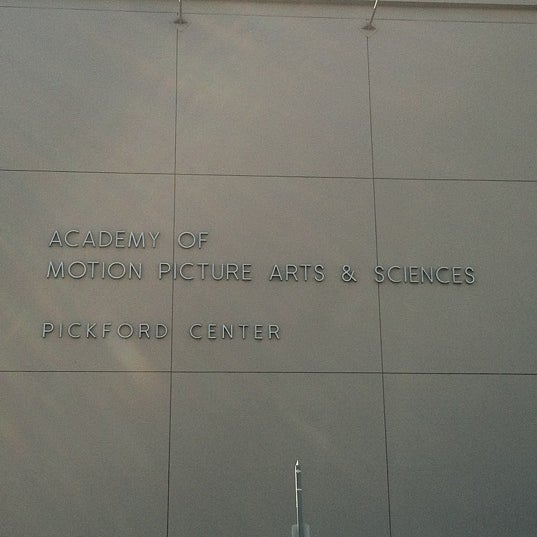 ACADEMY OF
MOTION PICTURE ARTS & SCIENCES
PICKFORD CENTER